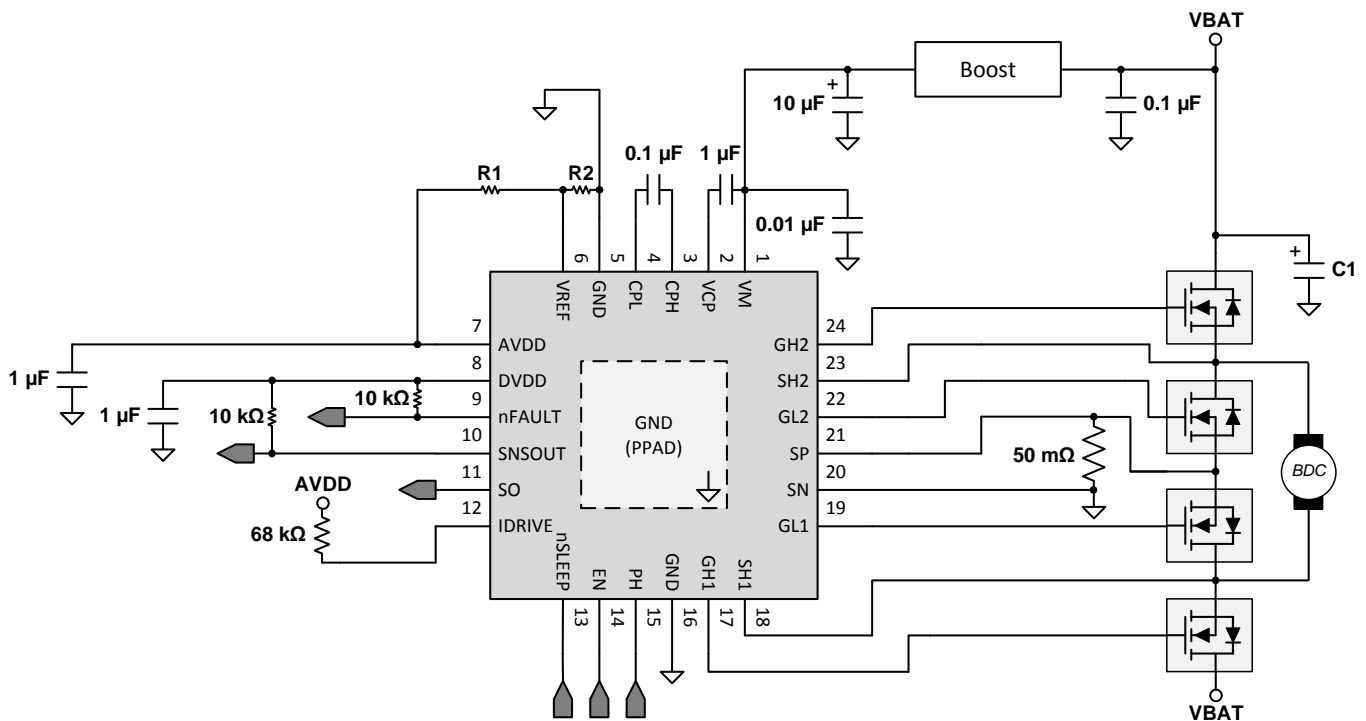 VBAT
Boost
10 µF
+
0.1 µF
R1
R2
0.1 µF
1 µF
0.01 µF
+
C1
6
5
4
3
2
1
VREF
GND
CPL
CPH
VCP
VM
7
AVDD
8
DVDD
9
nFAULT
10
SNSOUT
11
SO
12
IDRIVE
1 µF
1 µF
10 kΩ
10 kΩ
AVDD
68 kΩ
GND
(PPAD)
24
GH2
23
SH2
22
GL2
21
SP
20
SN
19
GL1
50 mΩ
BDC
nSLEEP
EN
PH
GND
GH1
SH1
13
14
15
16
17
18
VBAT